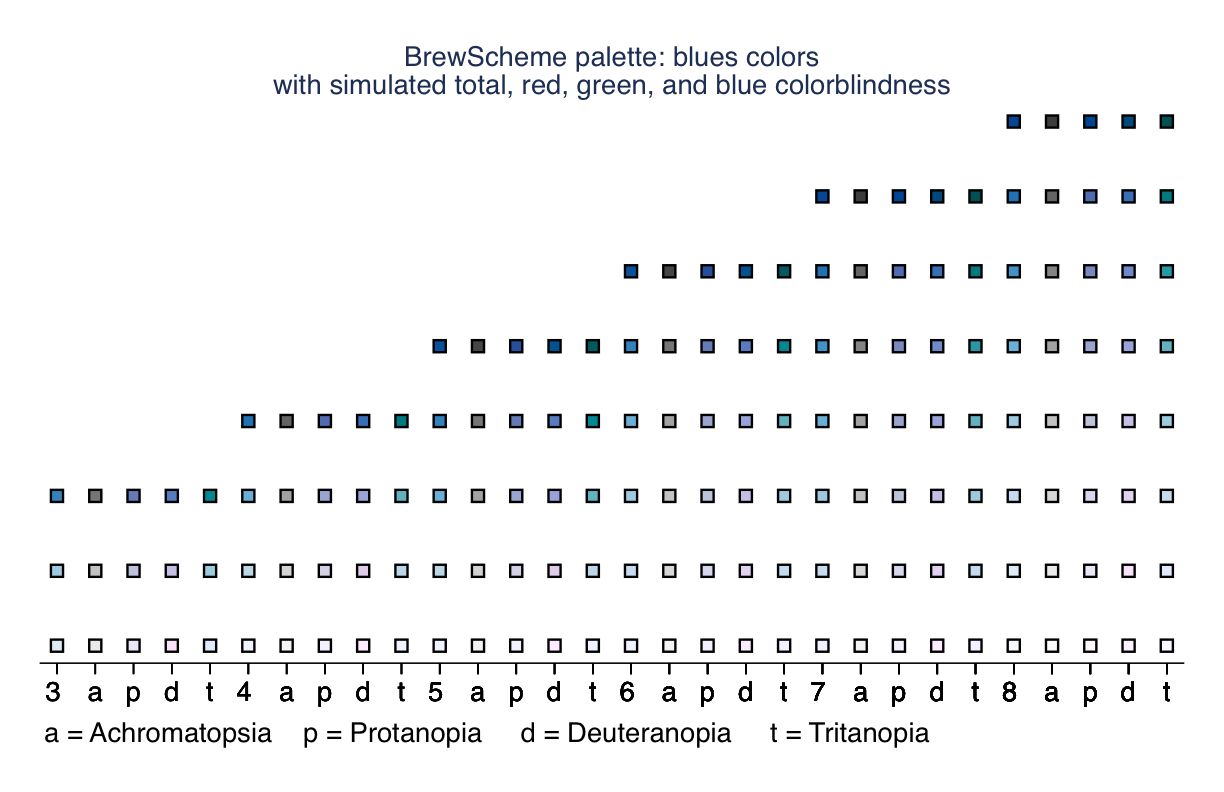 BrewScheme palette: blues colors
with simulated total, red, green, and blue colorblindness
3 a p d t 4 a p d t 5 a p d t 6 a p d t 7 a p d t 8 a p d t
a = Achromatopsia p = Protanopia d = Deuteranopia t = Tritanopia